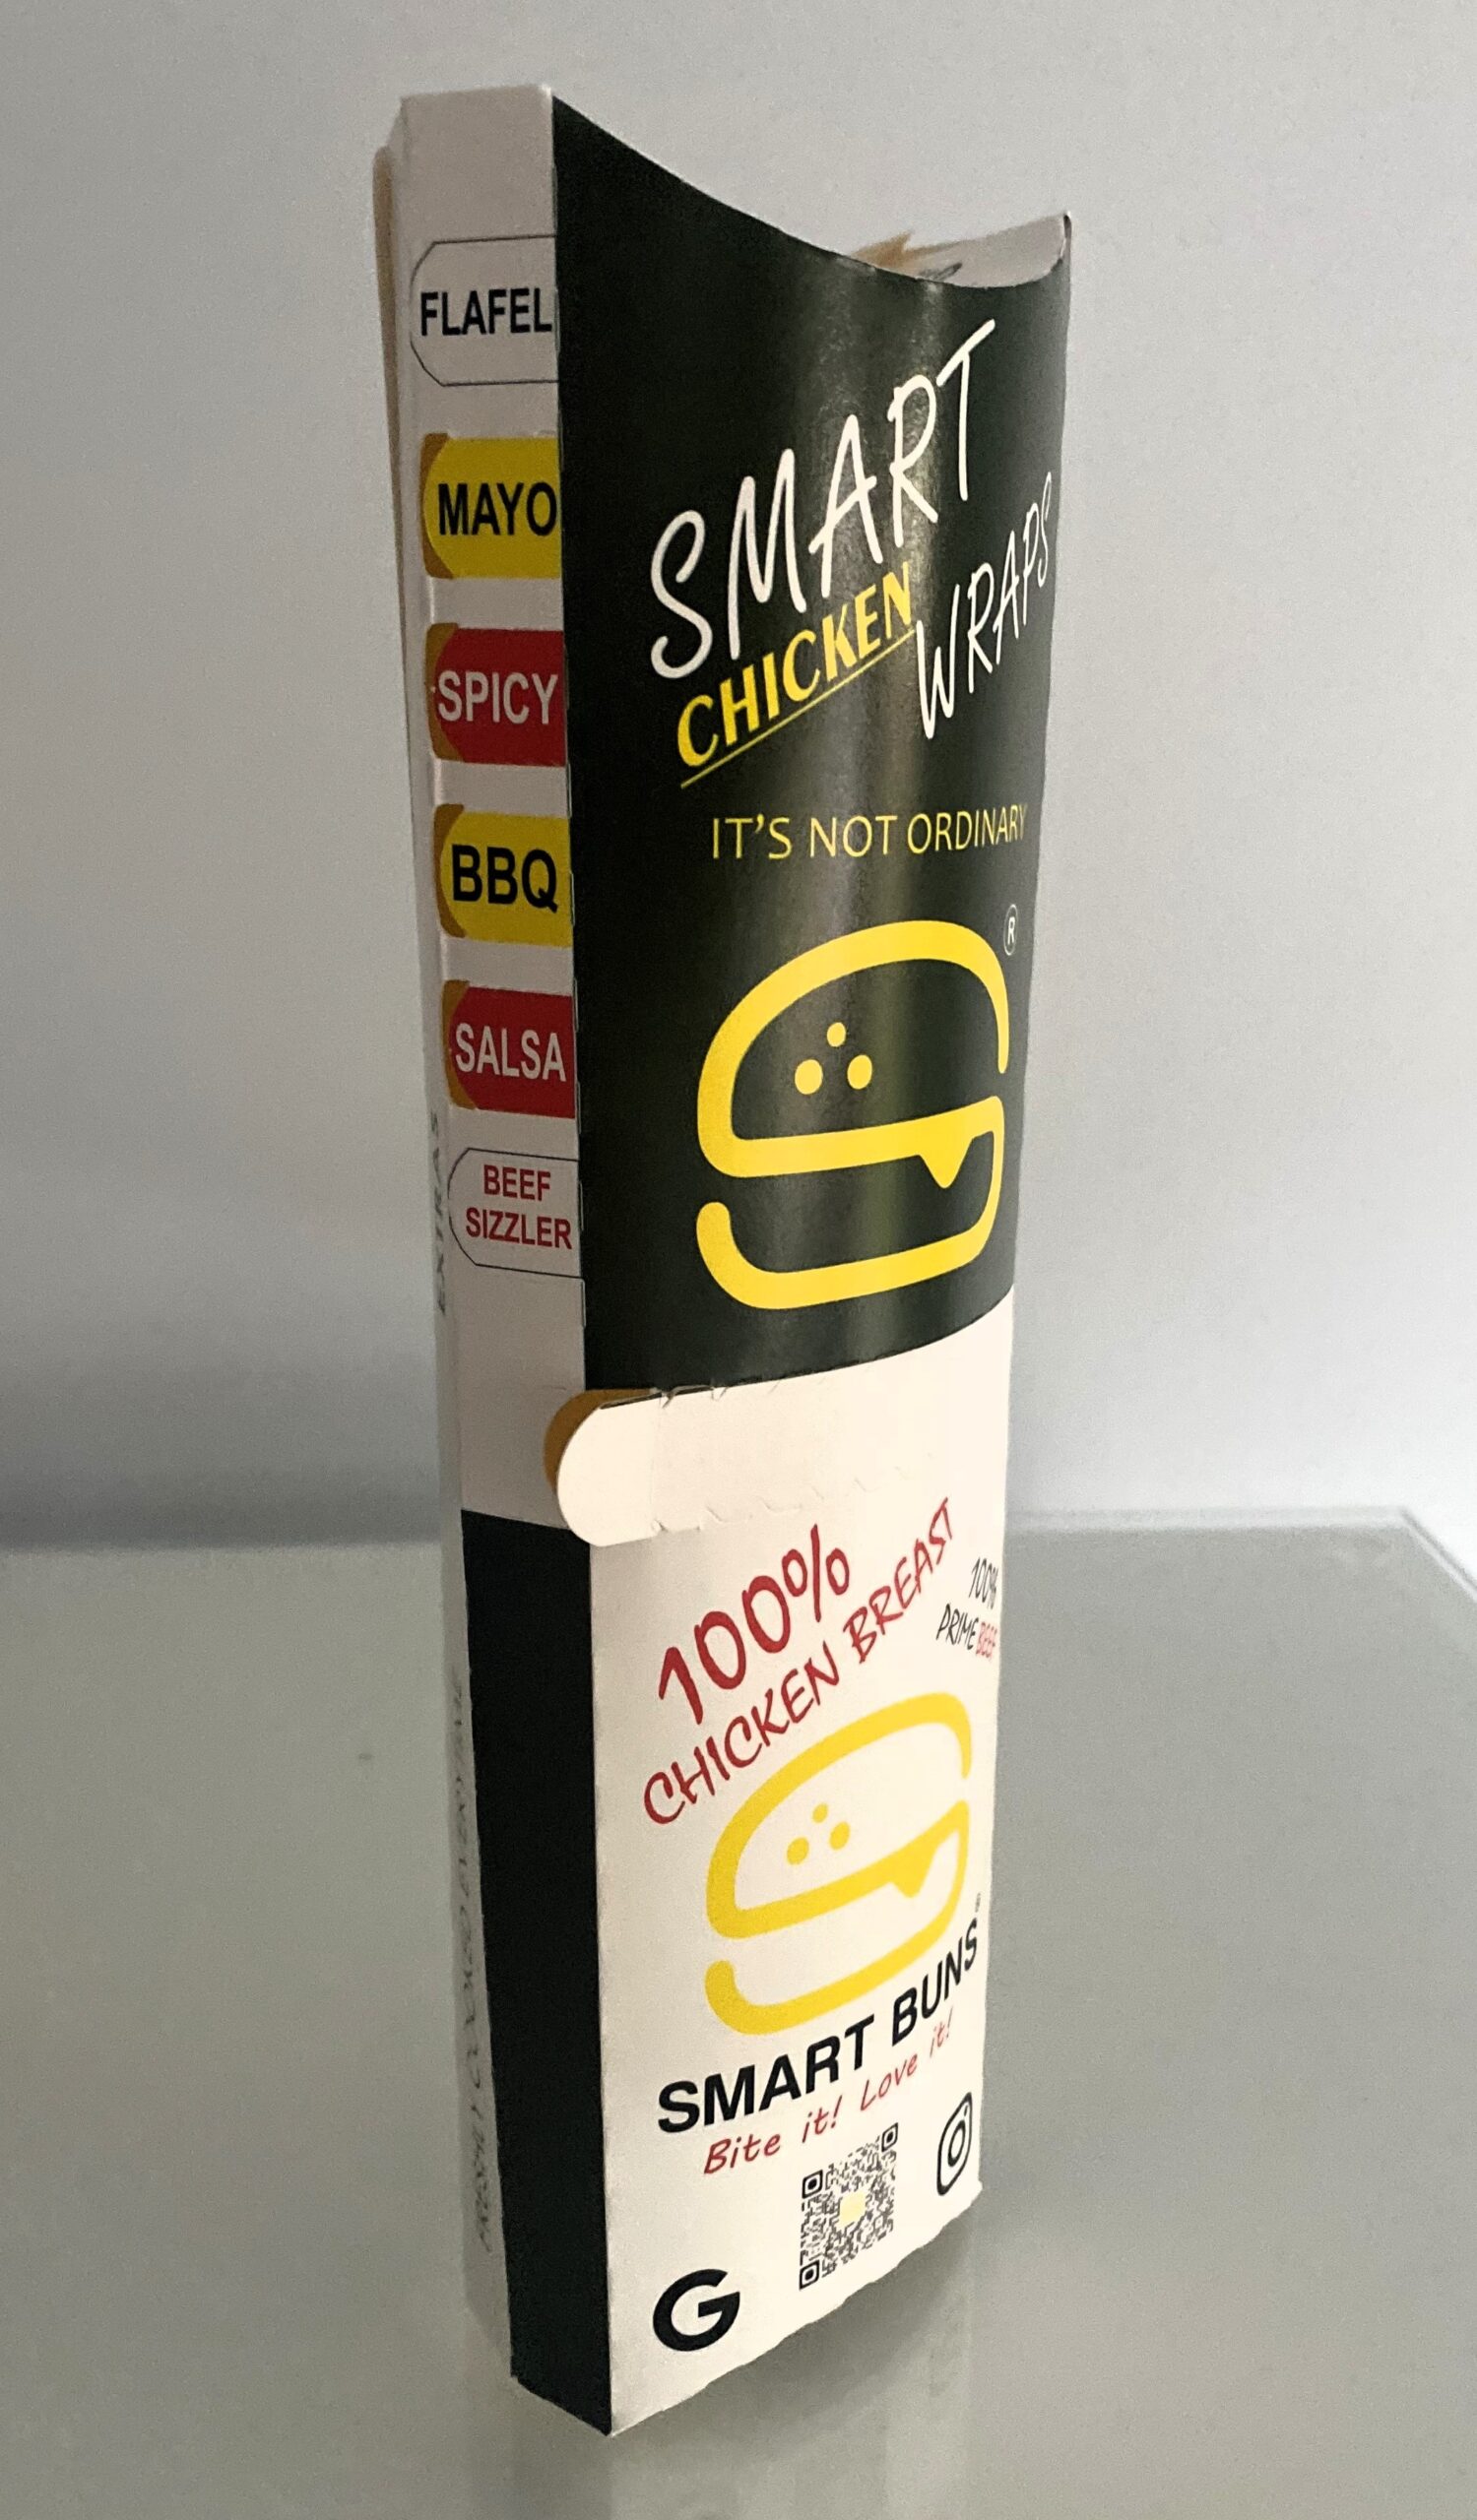 FLAFEL
MAYO
SPICY
BBQ
SALSA
BEEF
SIZZLER
EXTRAS
SMART
CHICKEN
WRAPS
IT'S NOT ORDINARY
®
100%
CHICKEN BREAST
100%
PRIME BEEF
SMART BUNS®
Bite it! Love it!
G